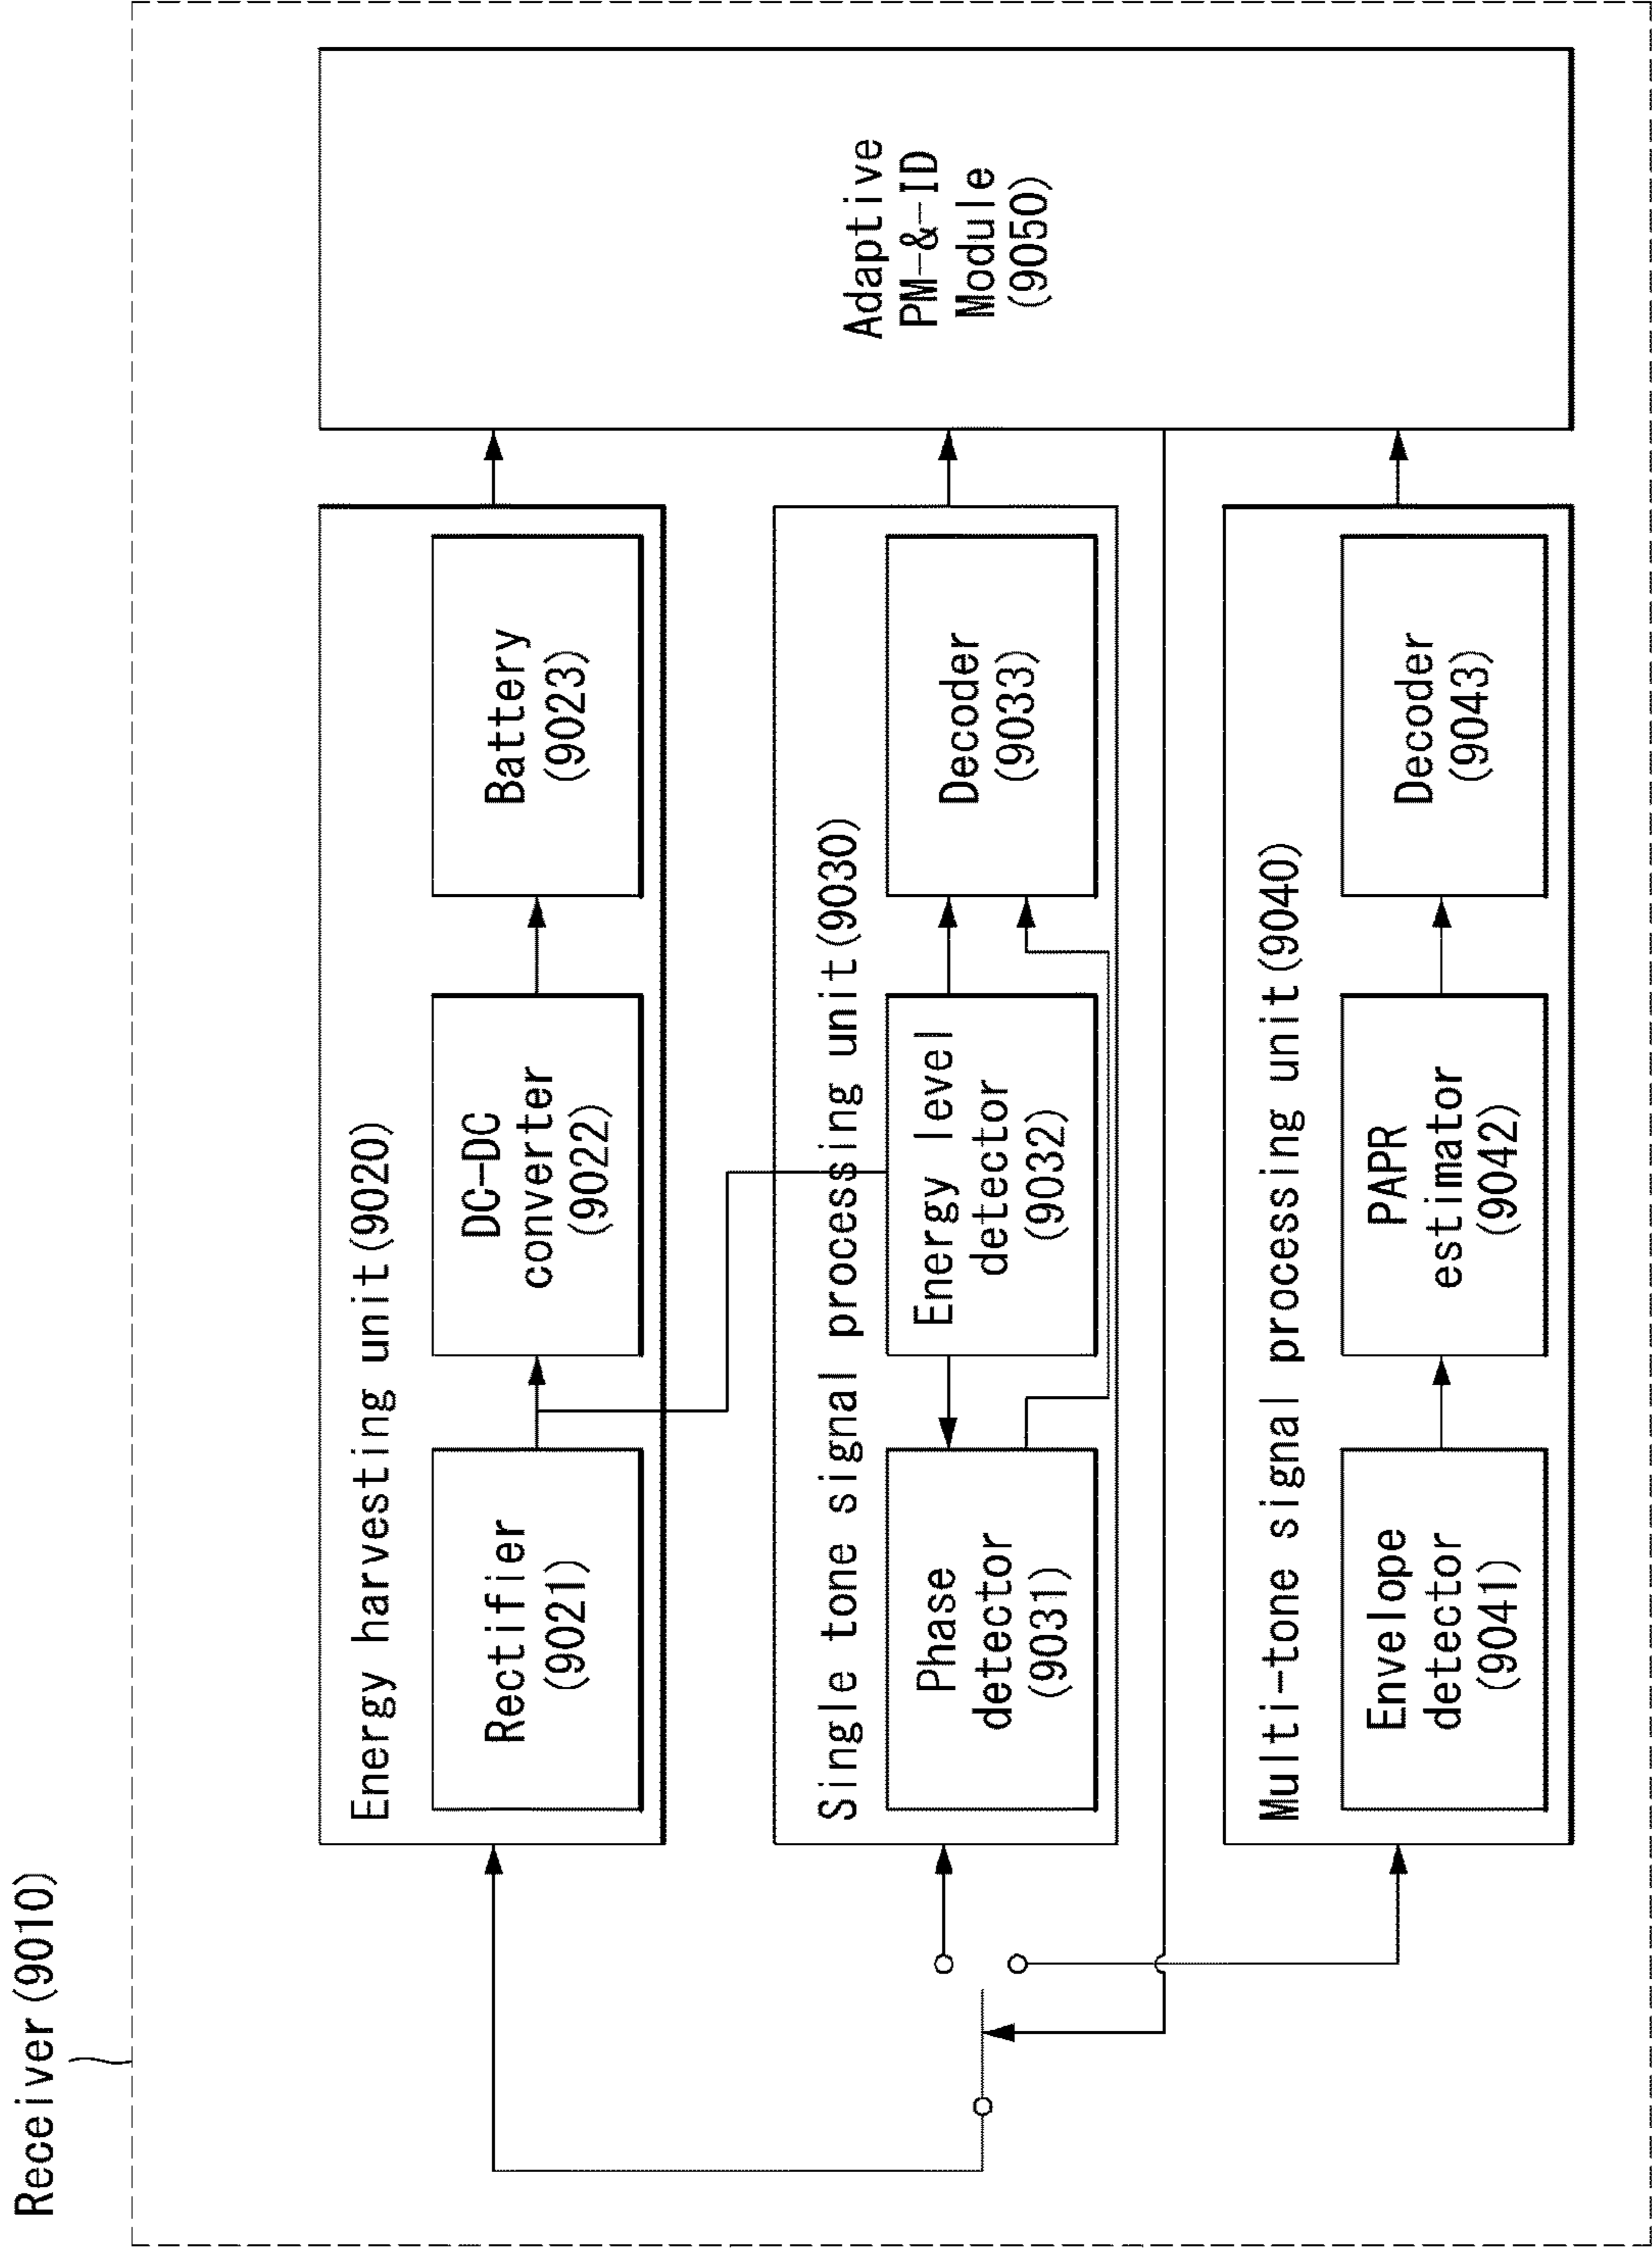 Receiver(9010)
Energy harvesting unit(9020)
Rectifier
(9021)
DC-DC
converter
(9022)
Battery
(9023)
Single tone signal processing unit(9030)
Phase
detector
(9031)
Energy level
detector
(9032)
Decoder
(9033)
Multi-tone signal processing unit(9040)
Envelope
detector
(9041)
PAPR
estimator
(9042)
Decoder
(9043)
Adaptive
PM-&-ID
Module
(9050)